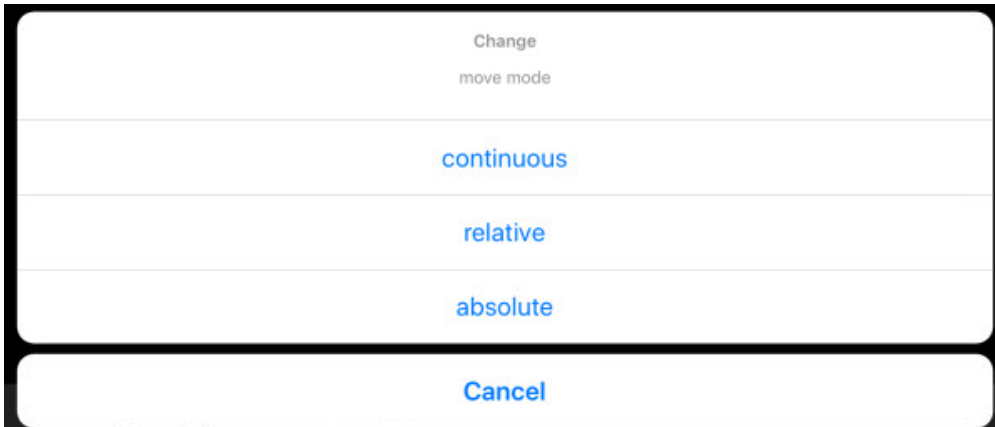 Change
move mode
continuous
relative
absolute
Cancel